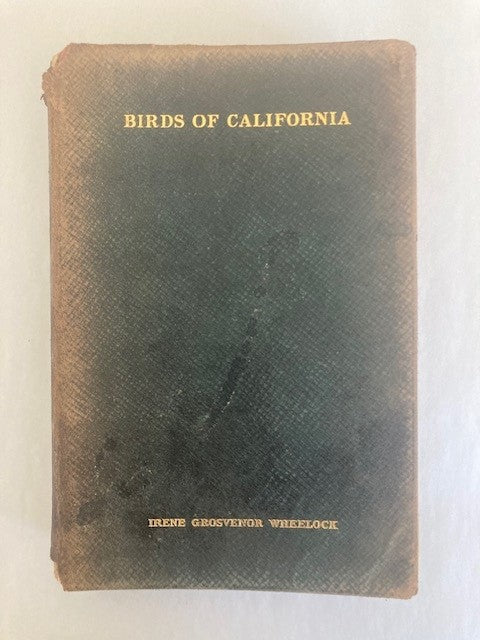 BIRDS OF CALIFORNIA
IRENE GROSVENOR WHEELOCK